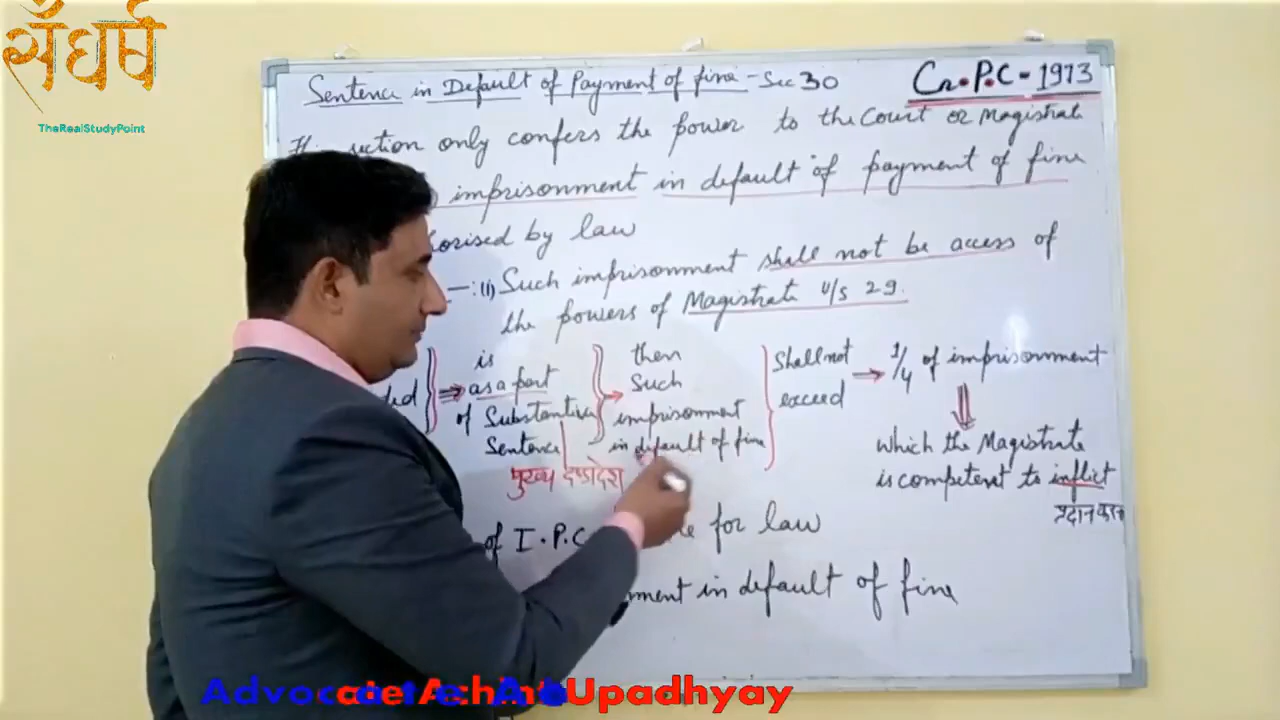 संघर्ष
TheRealStudyPoint
Sentence in Default of Payment of fine - Sec 30
Cr.P.C - 1973
section only confers the power to the Court or Magistrate
imprisonment in default of payment of fine
orised by law
(i) Such imprisonment shall not be access of
the powers of Magistrate u/s 29.
is
as a part
of Substantive
Sentence
मुख्य दण्डादेश
then
Such
imprisonment
in default of fine
Shall not
exceed
1/4 of imprisonment
which the Magistrate
is competent to inflict
प्रदान करना
of I.P.C
for law
ment in default of fine
Upadhyay